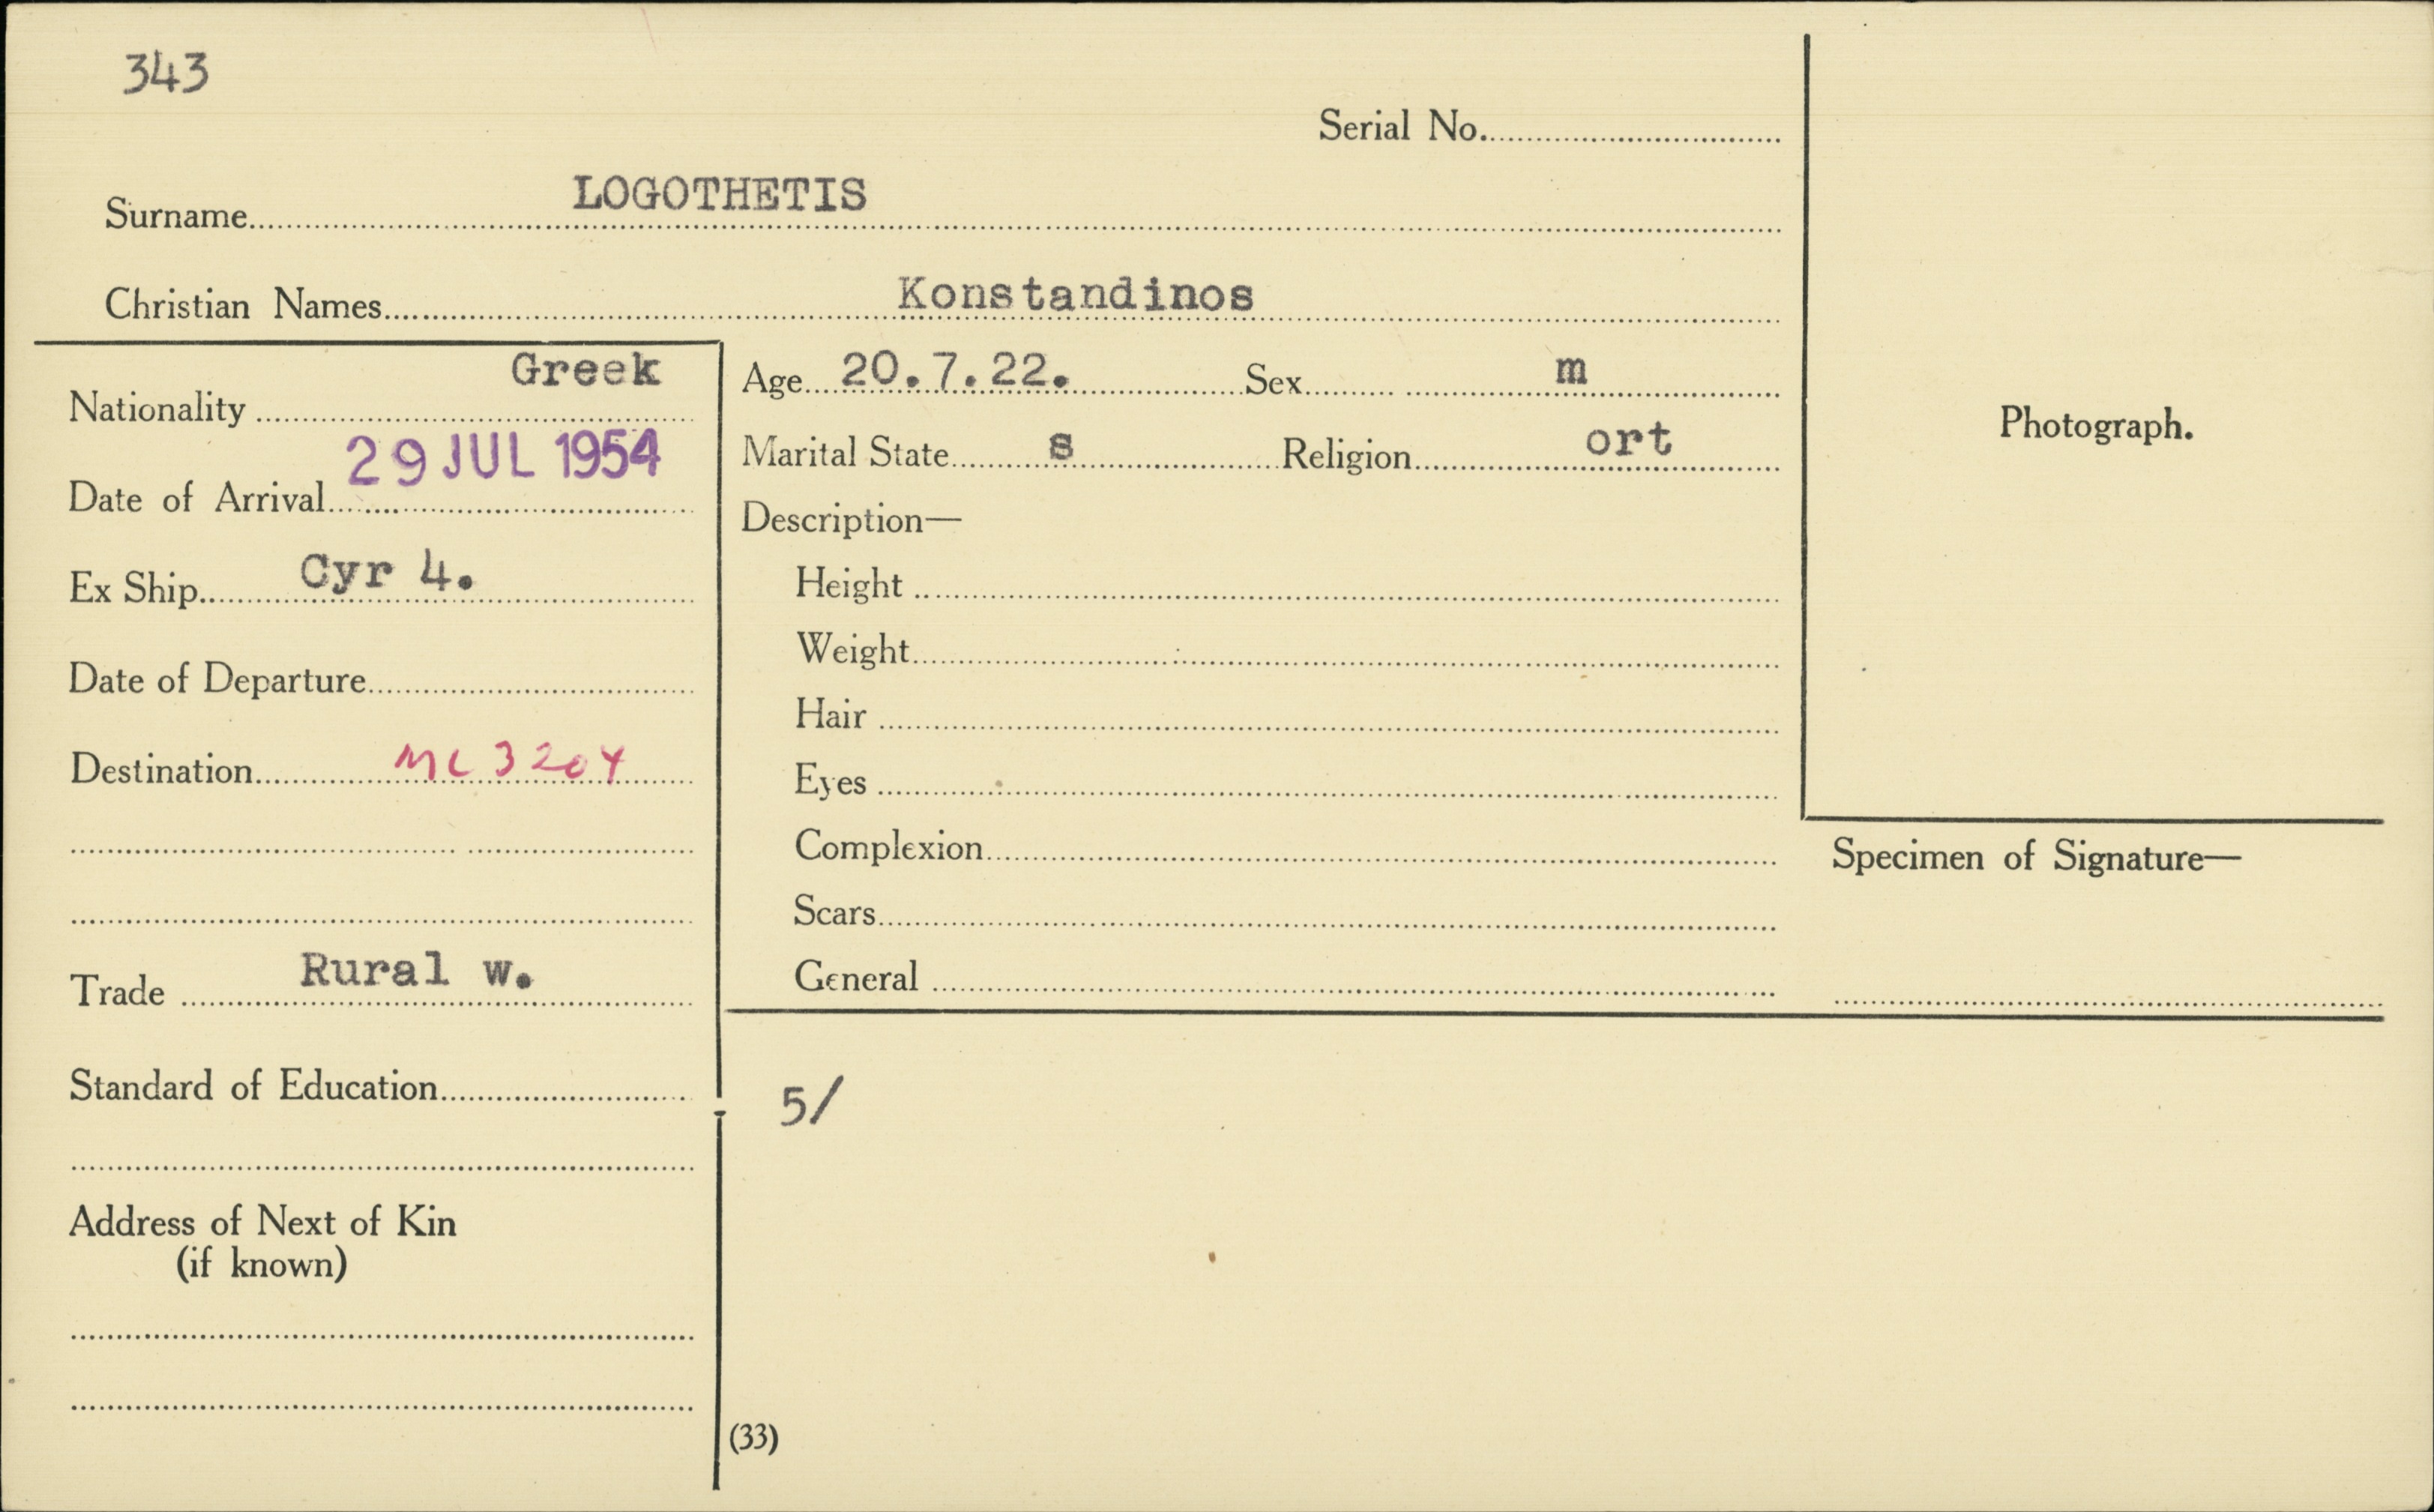 343
Serial No.
Surname LOGOTHETIS
Christian Names Konstandinos
Nationality Greek
Date of Arrival 29 JUL 1954
Ex Ship Cyr 4.
Date of Departure
Destination MC 3204
Trade Rural w.
Standard of Education
Address of Next of Kin
(if known)
Age 20.7.22. Sex m
Marital State s Religion ort
Description—
Height
Weight
Hair
Eyes
Complexion
Scars
General
Photograph.
Specimen of Signature—
5/
(33)